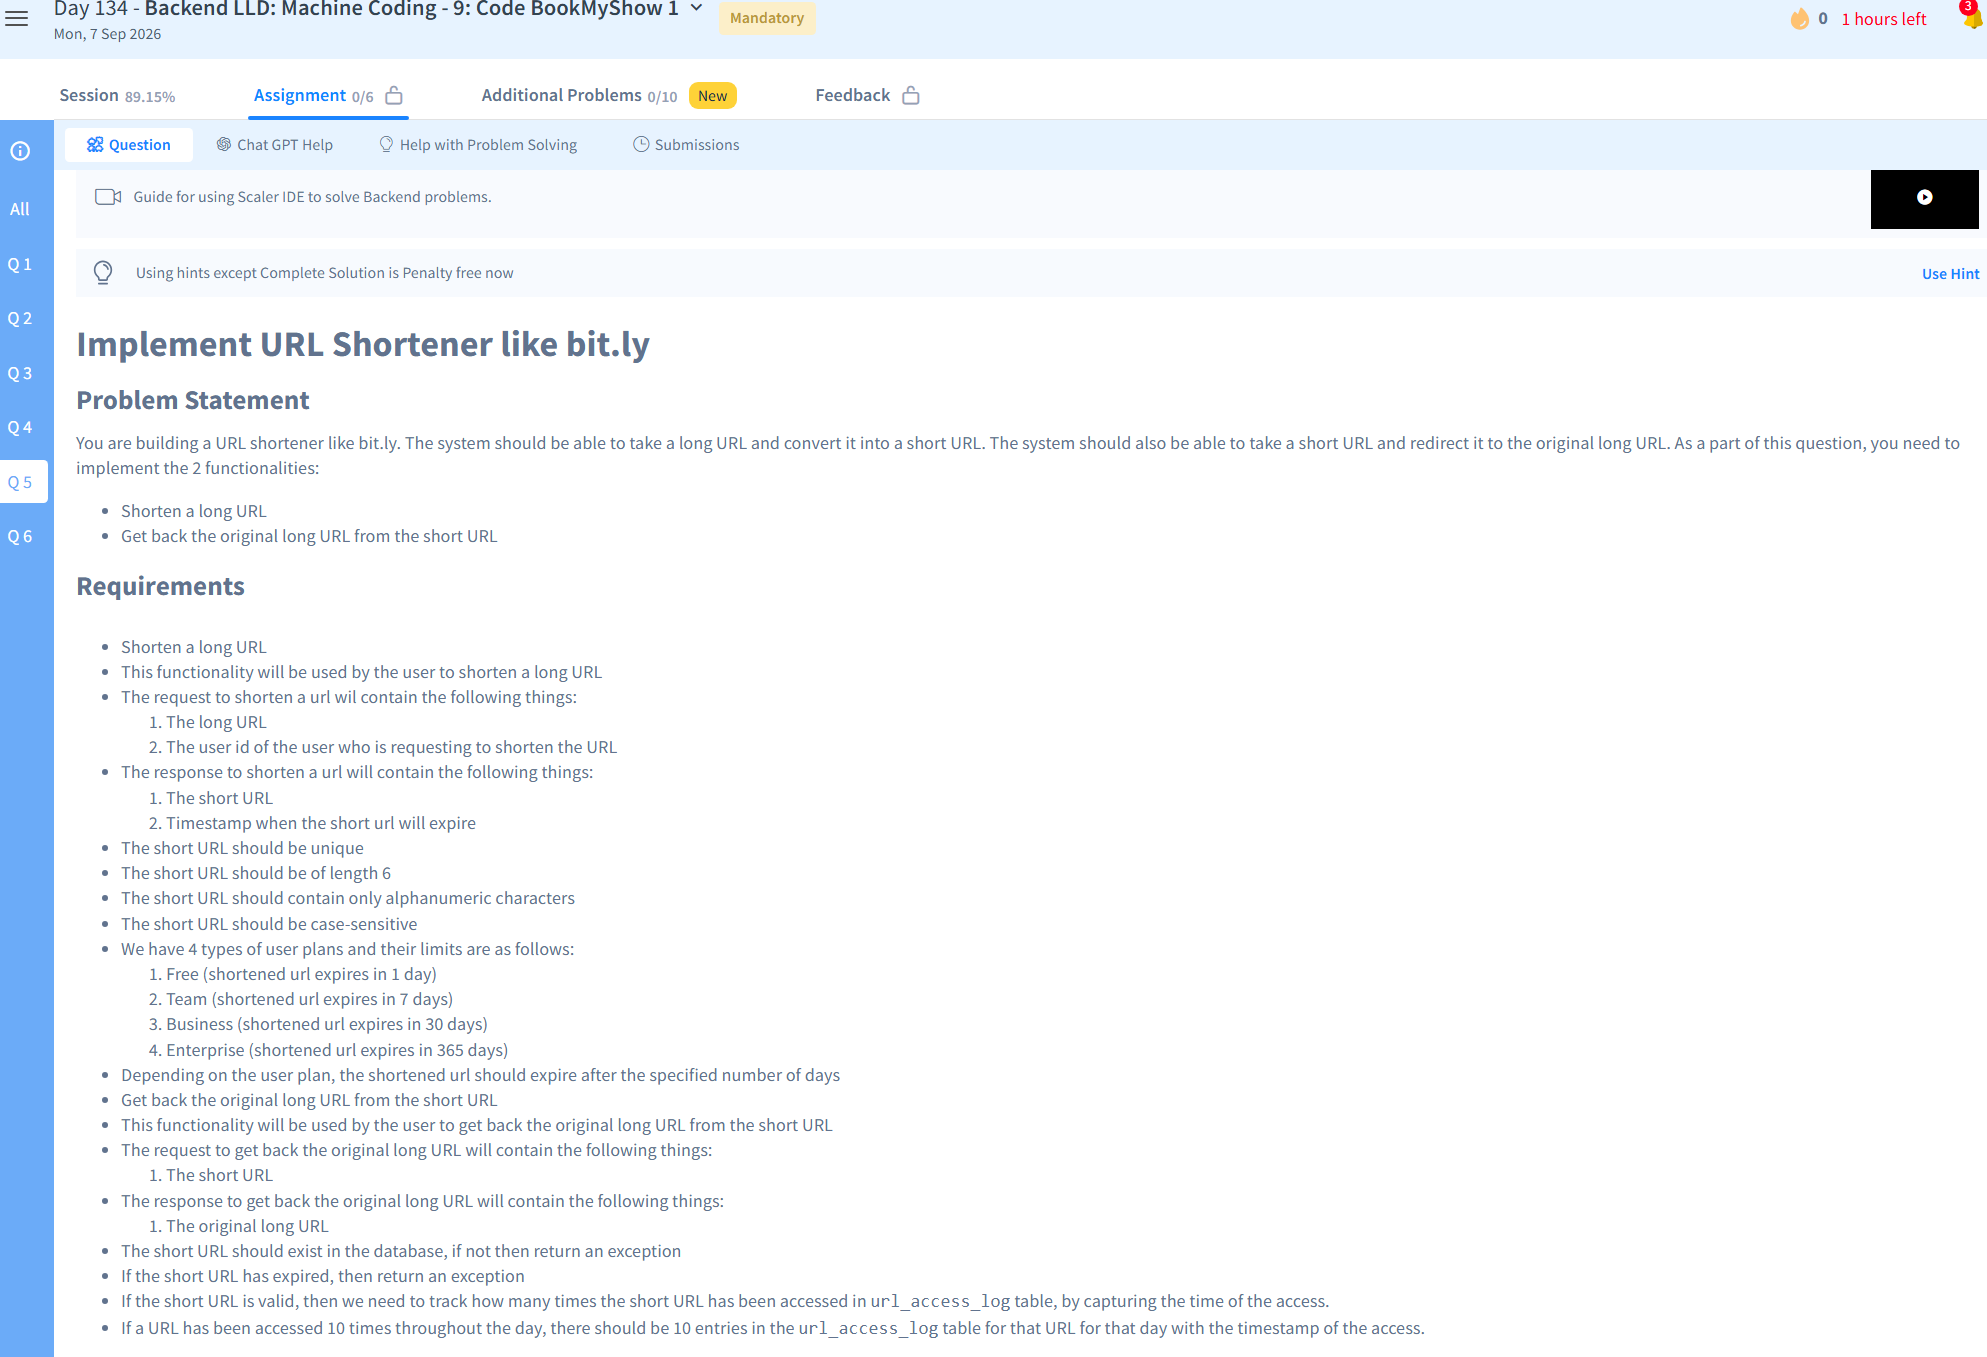 Day 134 - Backend LLD: Machine Coding - 9: Code BookMyShow 1
Mandatory
0
1 hours left
3
Mon, 7 Sep 2026
Session 89.15%
Assignment 0/6
Additional Problems 0/10
New
Feedback
Question
Chat GPT Help
Help with Problem Solving
Submissions
All
Q 1
Q 2
Q 3
Q 4
Q 5
Q 6
Guide for using Scaler IDE to solve Backend problems.
Using hints except Complete Solution is Penalty free now
Use Hint
Implement URL Shortener like bit.ly
Problem Statement
You are building a URL shortener like bit.ly. The system should be able to take a long URL and convert it into a short URL. The system should also be able to take a short URL and redirect it to the original long URL. As a part of this question, you need to
implement the 2 functionalities:
• Shorten a long URL
• Get back the original long URL from the short URL
Requirements
• Shorten a long URL
• This functionality will be used by the user to shorten a long URL
• The request to shorten a url wil contain the following things:
1. The long URL
2. The user id of the user who is requesting to shorten the URL
• The response to shorten a url will contain the following things:
1. The short URL
2. Timestamp when the short url will expire
• The short URL should be unique
• The short URL should be of length 6
• The short URL should contain only alphanumeric characters
• The short URL should be case-sensitive
• We have 4 types of user plans and their limits are as follows:
1. Free (shortened url expires in 1 day)
2. Team (shortened url expires in 7 days)
3. Business (shortened url expires in 30 days)
4. Enterprise (shortened url expires in 365 days)
• Depending on the user plan, the shortened url should expire after the specified number of days
• Get back the original long URL from the short URL
• This functionality will be used by the user to get back the original long URL from the short URL
• The request to get back the original long URL will contain the following things:
1. The short URL
• The response to get back the original long URL will contain the following things:
1. The original long URL
• The short URL should exist in the database, if not then return an exception
• If the short URL has expired, then return an exception
• If the short URL is valid, then we need to track how many times the short URL has been accessed in url_access_log table, by capturing the time of the access.
• If a URL has been accessed 10 times throughout the day, there should be 10 entries in the url_access_log table for that URL for that day with the timestamp of the access.